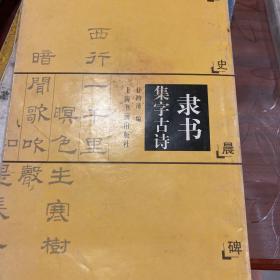 史
晨
碑
隶书
集字古诗
上海书画出版社
西行一千里
暝色生寒樹
暗聞歌吹聲